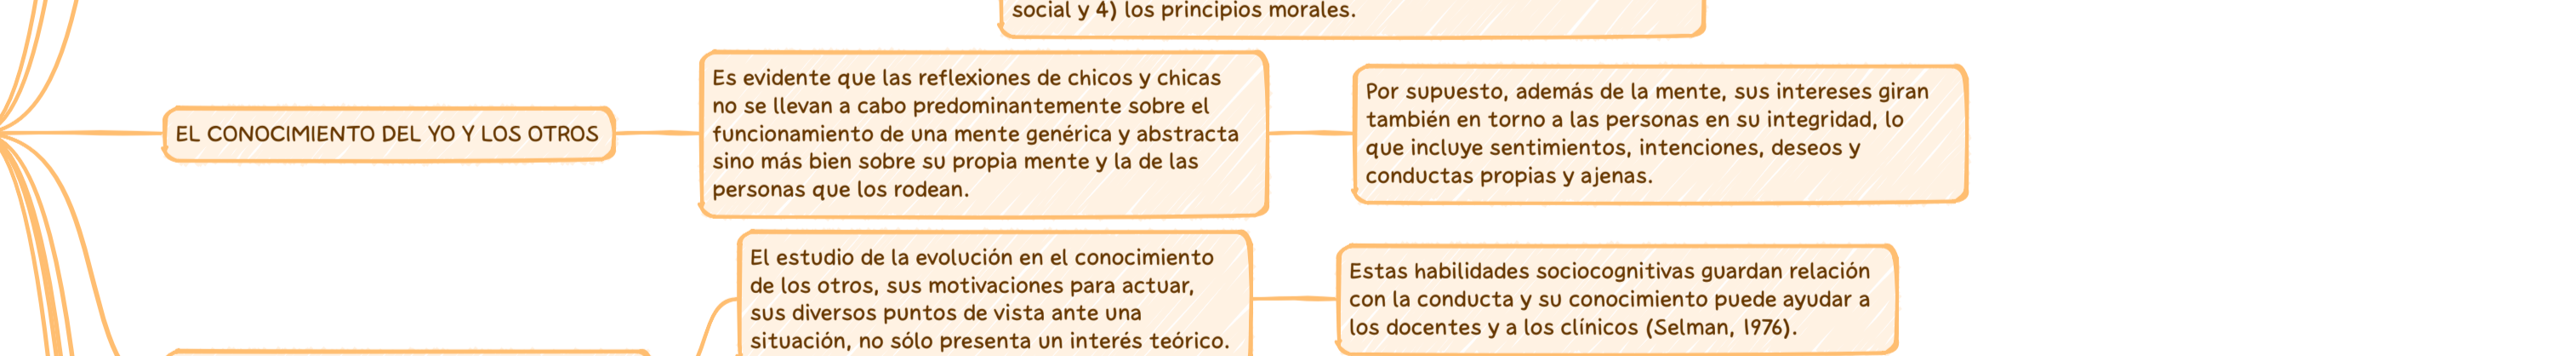 social y 4) los principios morales.
EL CONOCIMIENTO DEL YO Y LOS OTROS
Es evidente que las reflexiones de chicos y chicas
no se llevan a cabo predominantemente sobre el
funcionamiento de una mente genérica y abstracta
sino más bien sobre su propia mente y la de las
personas que los rodean.
Por supuesto, además de la mente, sus intereses giran
también en torno a las personas en su integridad, lo
que incluye sentimientos, intenciones, deseos y
conductas propias y ajenas.
El estudio de la evolución en el conocimiento
de los otros, sus motivaciones para actuar,
sus diversos puntos de vista ante una
situación, no sólo presenta un interés teórico.
Estas habilidades sociocognitivas guardan relación
con la conducta y su conocimiento puede ayudar a
los docentes y a los clínicos (Selman, 1976).